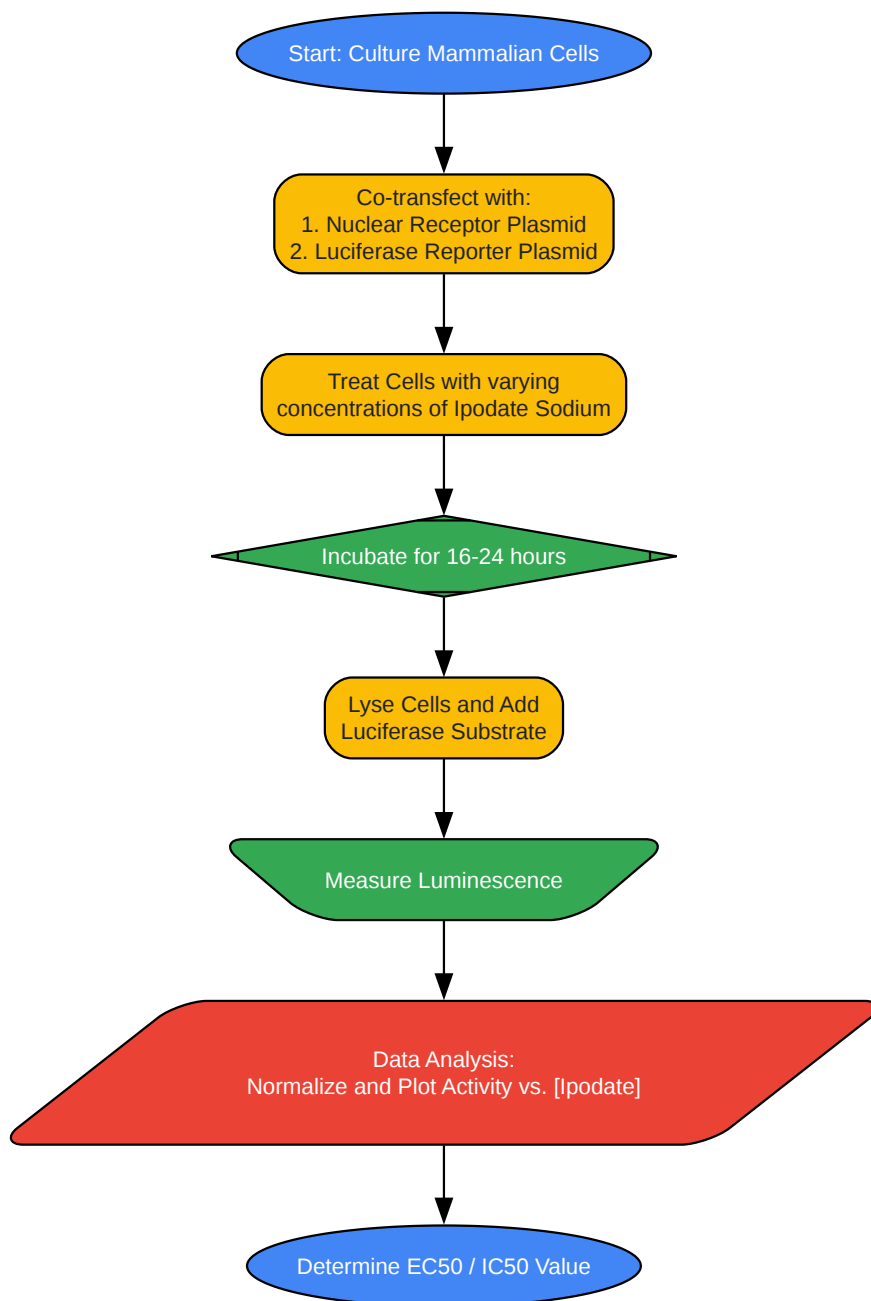 Start: Culture Mammalian Cells
Co-transfect with:
1. Nuclear Receptor Plasmid
2. Luciferase Reporter Plasmid
Treat Cells with varying
concentrations of Ipodate Sodium
Incubate for 16-24 hours
Lyse Cells and Add
Luciferase Substrate
Measure Luminescence
Data Analysis:
Normalize and Plot Activity vs. [Ipodate]
Determine EC50 / IC50 Value